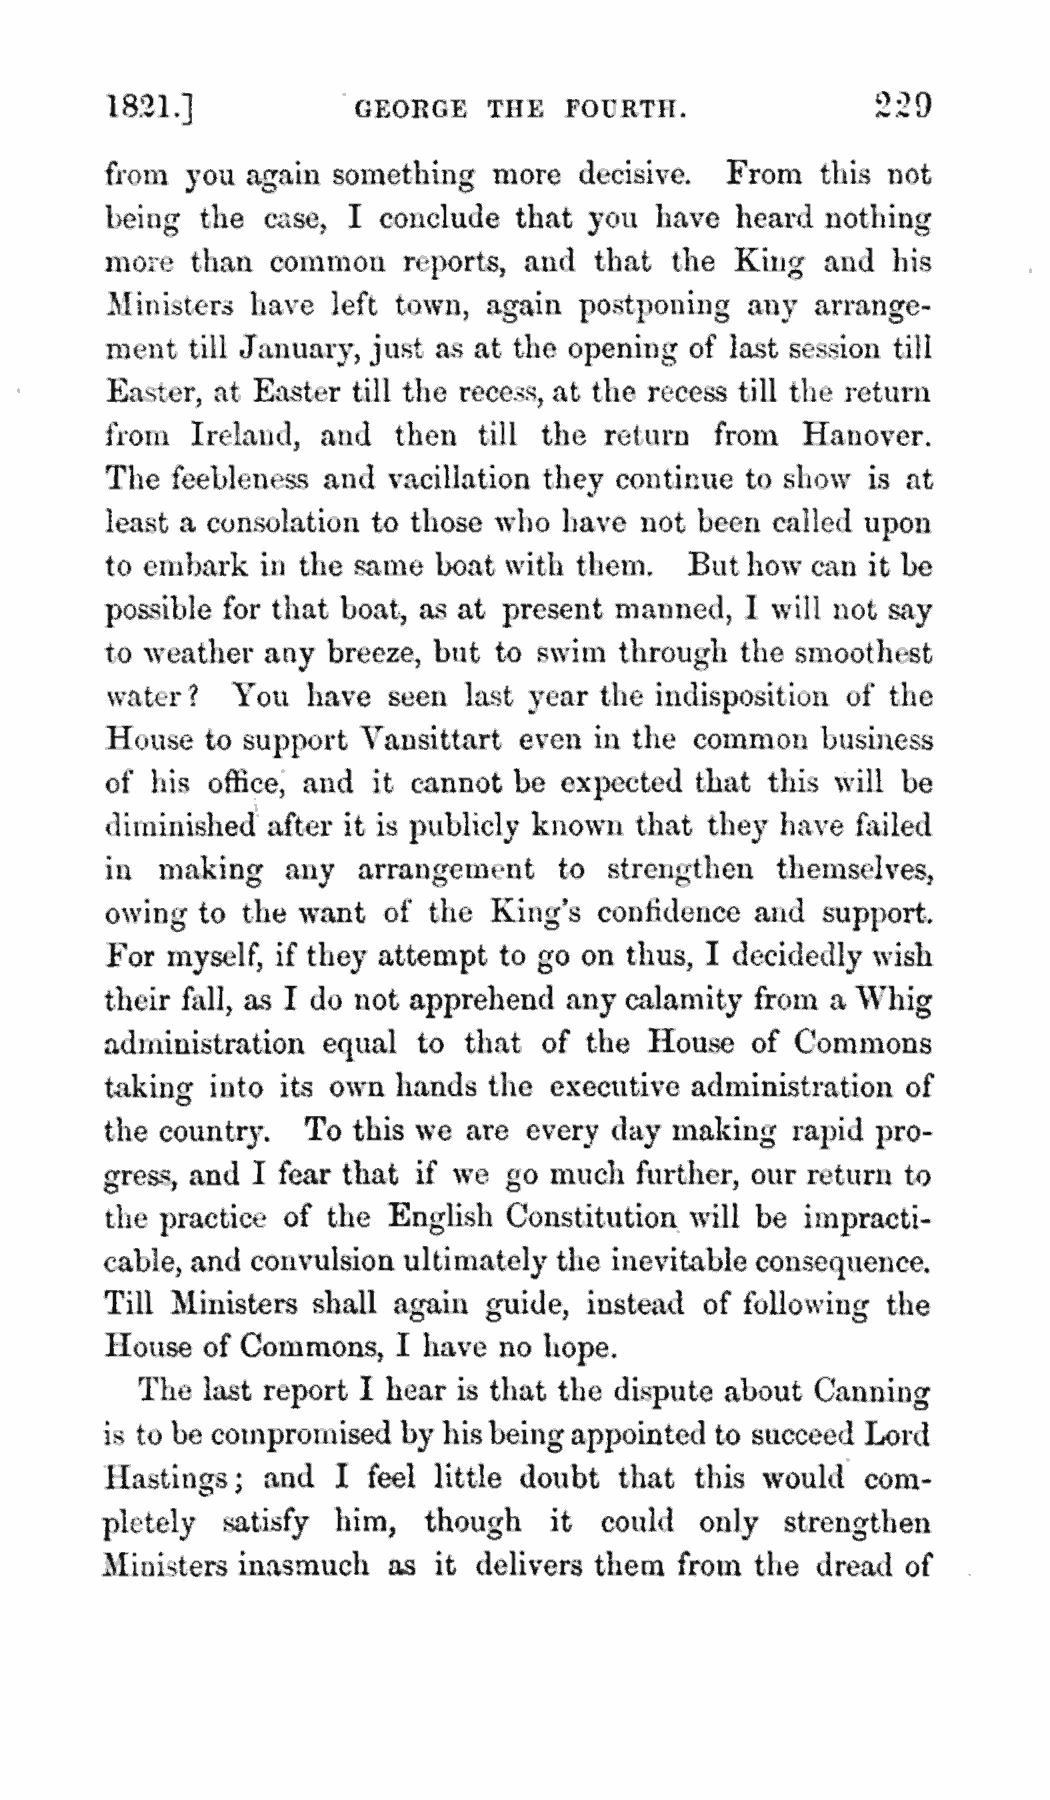 1821.] GEORGE THE FOURTH. 229
from you again something more decisive. From this not
being the case, I conclude that you have heard nothing
more than common reports, and that the King and his
Ministers have left town, again postponing any arrange-
ment till January, just as at the opening of last session till
Easter, at Easter till the recess, at the recess till the return
from Ireland, and then till the return from Hanover.
The feebleness and vacillation they continue to show is at
least a consolation to those who have not been called upon
to embark in the same boat with them. But how can it be
possible for that boat, as at present manned, I will not say
to weather any breeze, but to swim through the smoothest
water? You have seen last year the indisposition of the
House to support Vansittart even in the common business
of his office, and it cannot be expected that this will be
diminished after it is publicly known that they have failed
in making any arrangement to strengthen themselves,
owing to the want of the King's confidence and support.
For myself, if they attempt to go on thus, I decidedly wish
their fall, as I do not apprehend any calamity from a Whig
administration equal to that of the House of Commons
taking into its own hands the executive administration of
the country. To this we are every day making rapid pro-
gress, and I fear that if we go much further, our return to
the practice of the English Constitution will be impracti-
cable, and convulsion ultimately the inevitable consequence.
Till Ministers shall again guide, instead of following the
House of Commons, I have no hope.
The last report I hear is that the dispute about Canning
is to be compromised by his being appointed to succeed Lord
Hastings; and I feel little doubt that this would com-
pletely satisfy him, though it could only strengthen
Ministers inasmuch as it delivers them from the dread of